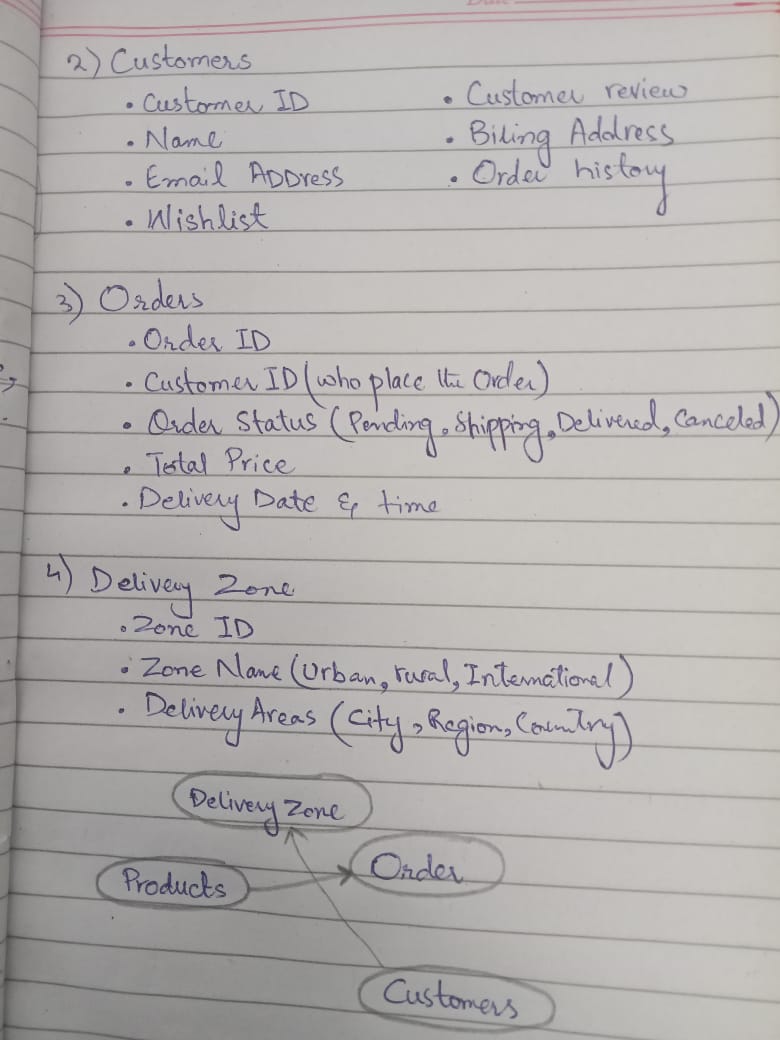 2) Customers
• Customer ID
• Name
• Email Address
• Wishlist
• Customer review
• Biling Address
• Order history
3) Orders
• Order ID
• Customer ID (who place the Order)
• Order Status (Pending, Shipping, Delivered, Canceled)
• Total Price
• Delivery Date & time
4) Delivery Zone
• Zone ID
• Zone Name (Urban, rural, International)
• Delivery Areas (City, Region, Country)
Delivery Zone
Products
Order
Customers